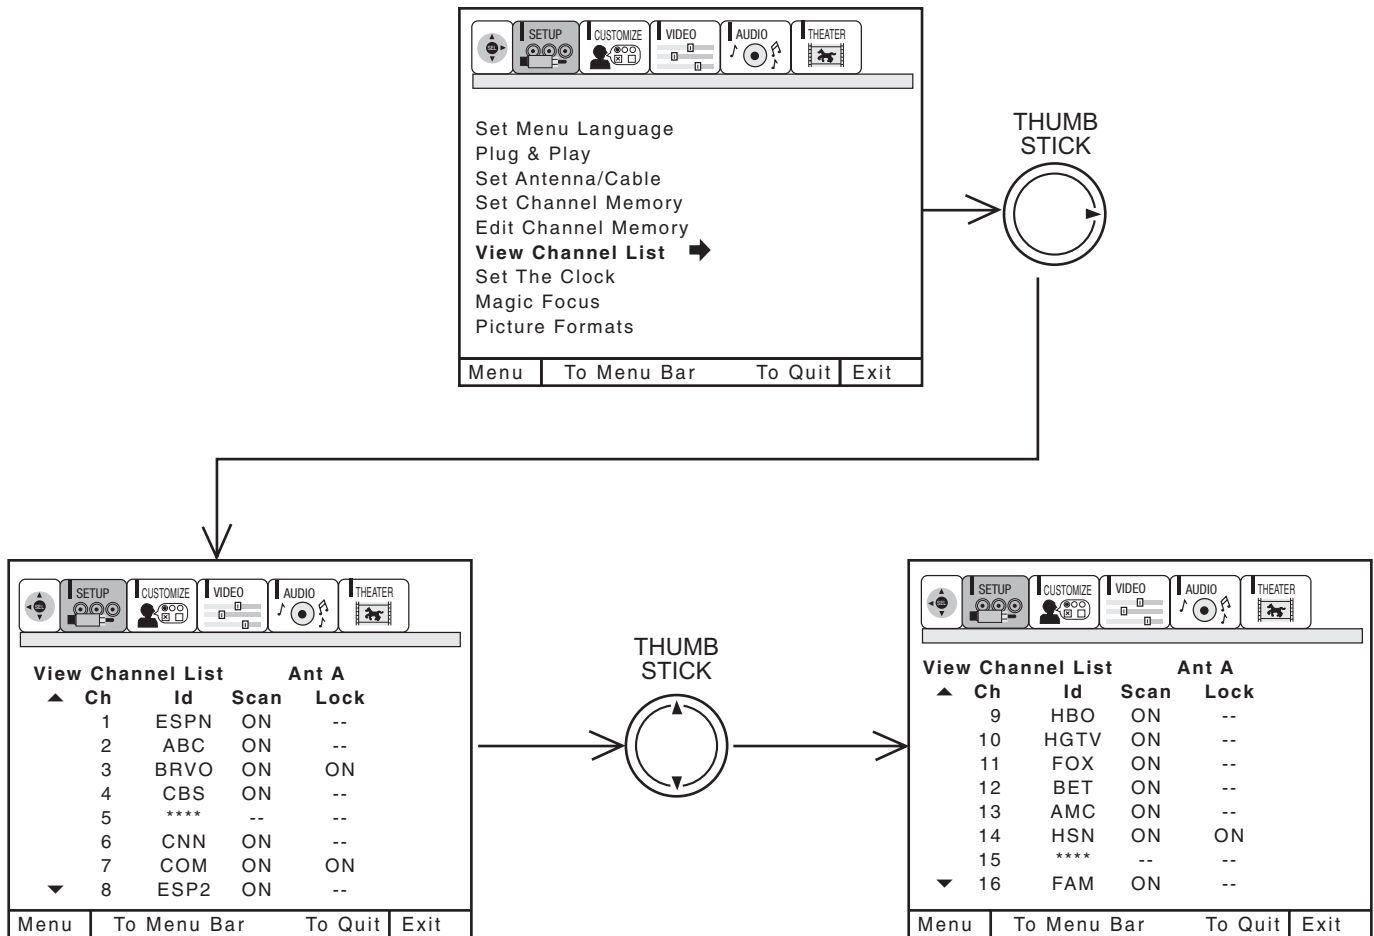 SEL SETUP CUSTOMIZE VIDEO AUDIO THEATER
Set Menu Language
Plug & Play
Set Antenna/Cable
Set Channel Memory
Edit Channel Memory
View Channel List
Set The Clock
Magic Focus
Picture Formats
Menu To Menu Bar To Quit Exit
THUMB
STICK
SEL SETUP CUSTOMIZE VIDEO AUDIO THEATER
View Channel List Ant A
Ch Id Scan Lock
1 ESPN ON --
2 ABC ON --
3 BRVO ON ON
4 CBS ON --
5 **** -- --
6 CNN ON --
7 COM ON ON
8 ESP2 ON --
Menu To Menu Bar To Quit Exit
THUMB
STICK
SEL SETUP CUSTOMIZE VIDEO AUDIO THEATER
View Channel List Ant A
Ch Id Scan Lock
9 HBO ON --
10 HGTV ON --
11 FOX ON --
12 BET ON --
13 AMC ON --
14 HSN ON ON
15 **** -- --
16 FAM ON --
Menu To Menu Bar To Quit Exit